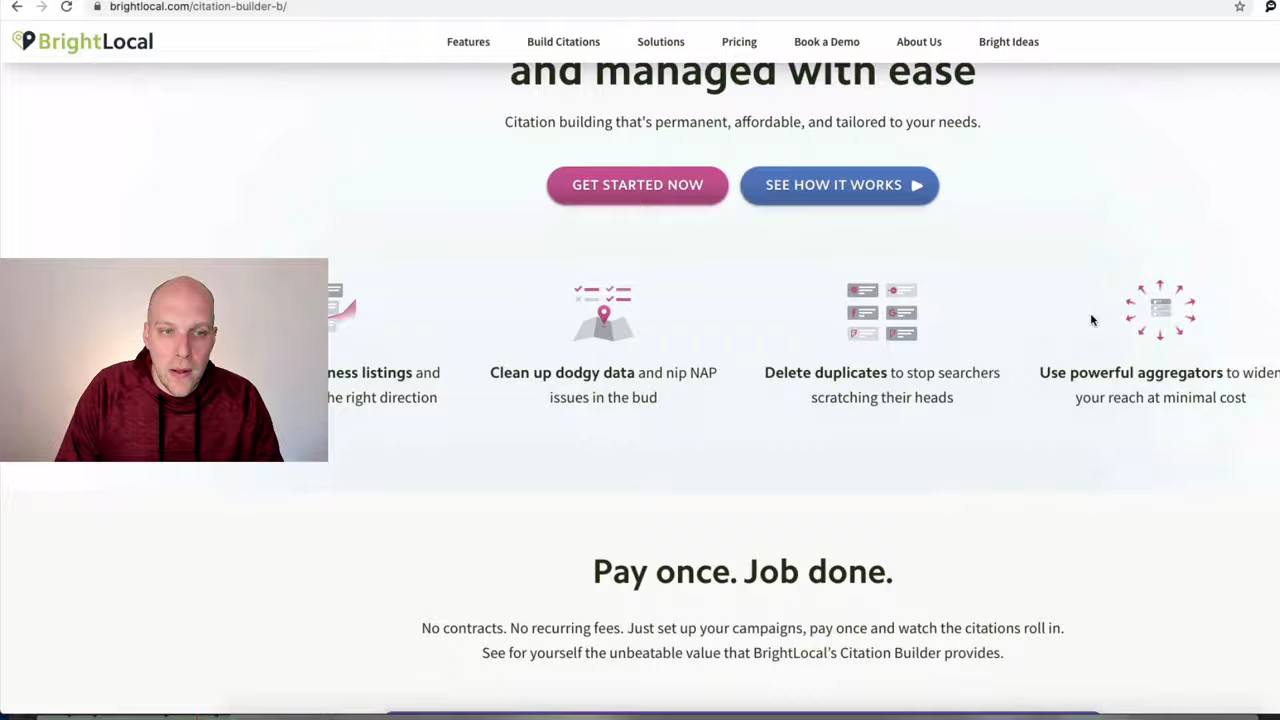 brightlocal.com/citation-builder-b/
BrightLocal
Features
Build Citations
Solutions
Pricing
Book a Demo
About Us
Bright Ideas
and managed with ease
Citation building that's permanent, affordable, and tailored to your needs.
GET STARTED NOW
SEE HOW IT WORKS
ness listings and
he right direction
Clean up dodgy data and nip NAP
issues in the bud
Delete duplicates to stop searchers
scratching their heads
Use powerful aggregators to widen
your reach at minimal cost
Pay once. Job done.
No contracts. No recurring fees. Just set up your campaigns, pay once and watch the citations roll in.
See for yourself the unbeatable value that BrightLocal's Citation Builder provides.